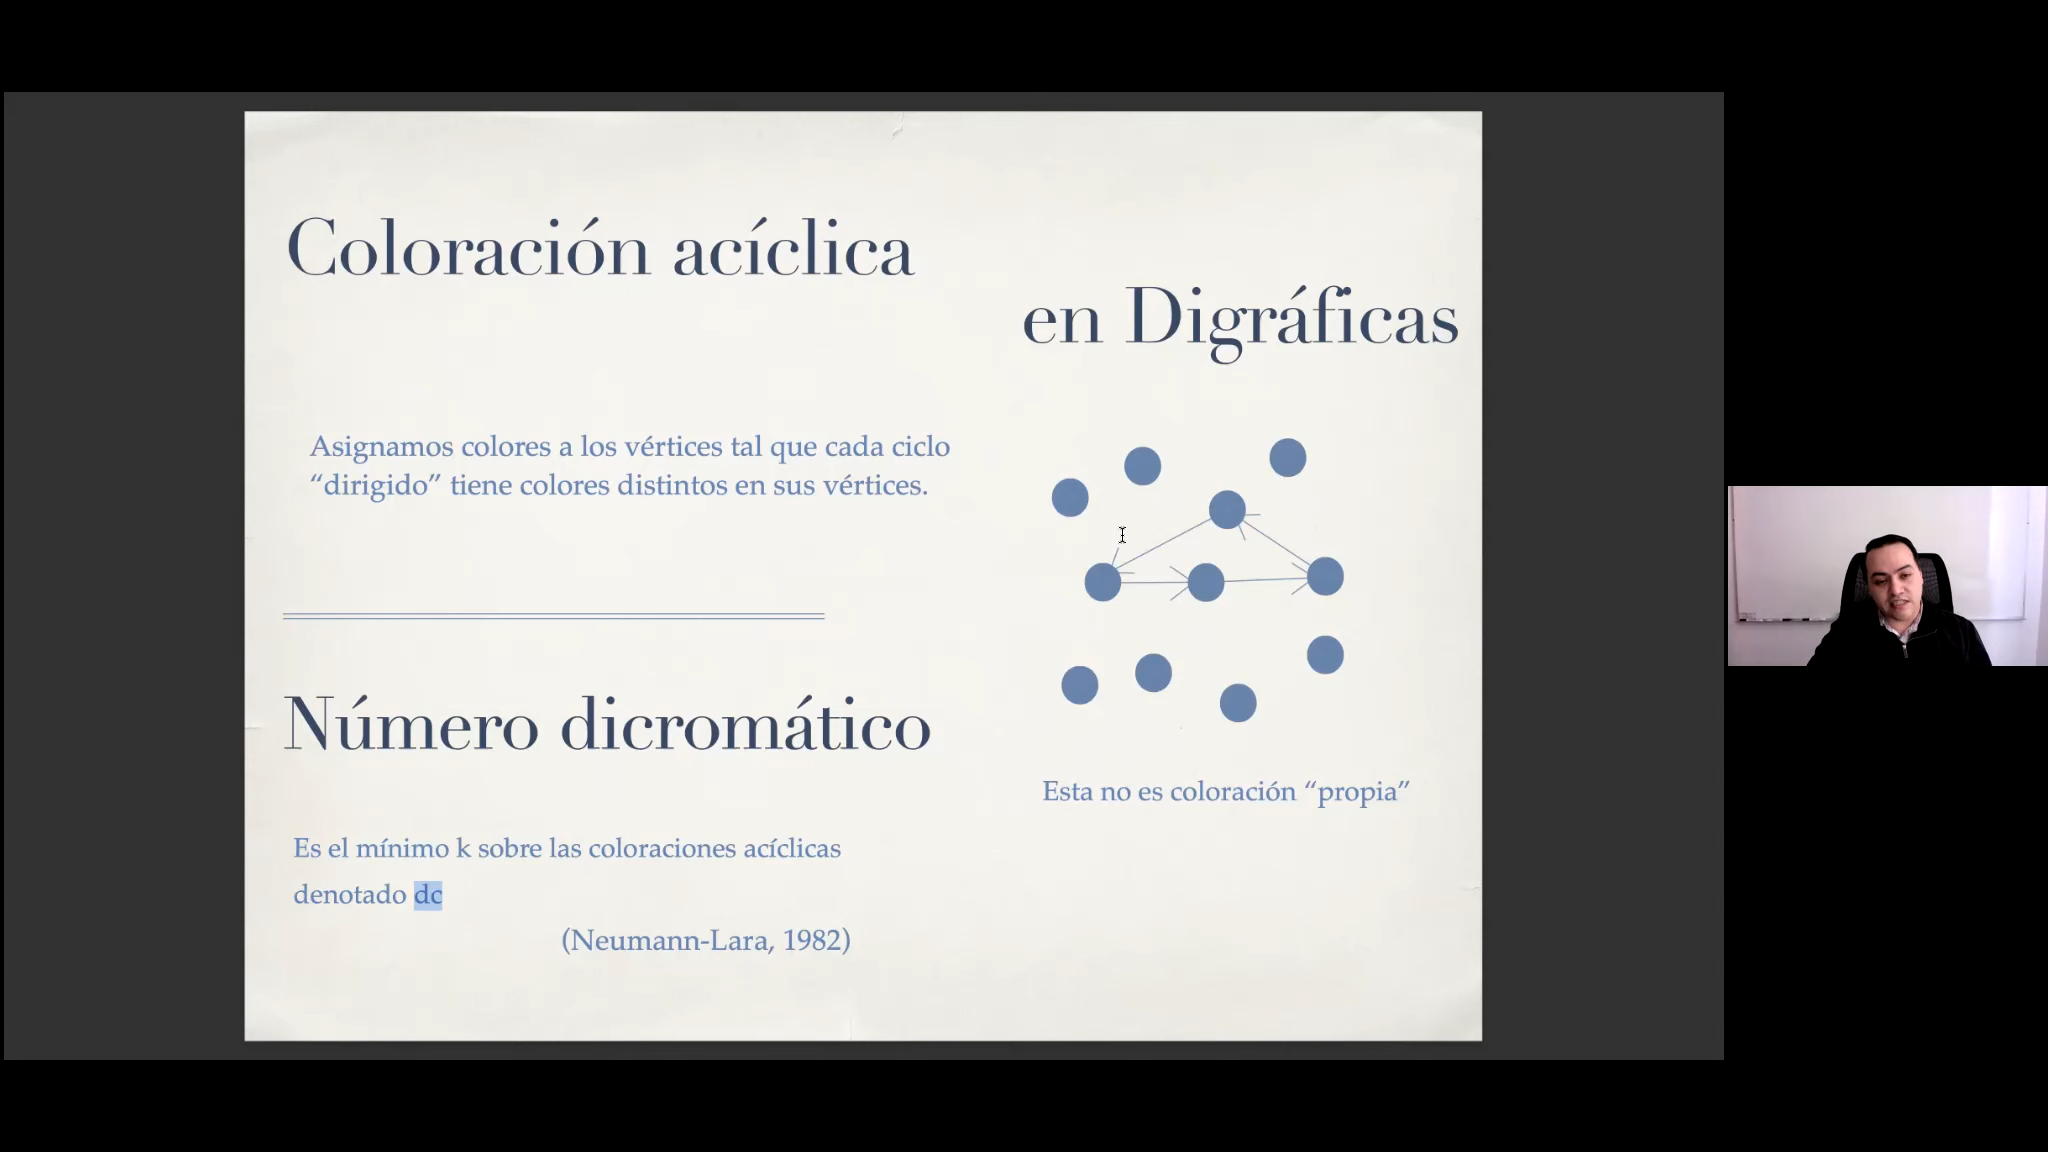 Coloración acíclica
en Digráficas
Asignamos colores a los vértices tal que cada ciclo
“dirigido” tiene colores distintos en sus vértices.
Número dicromático
Es el mínimo k sobre las coloraciones acíclicas
denotado dc
(Neumann-Lara, 1982)
Esta no es coloración “propia”